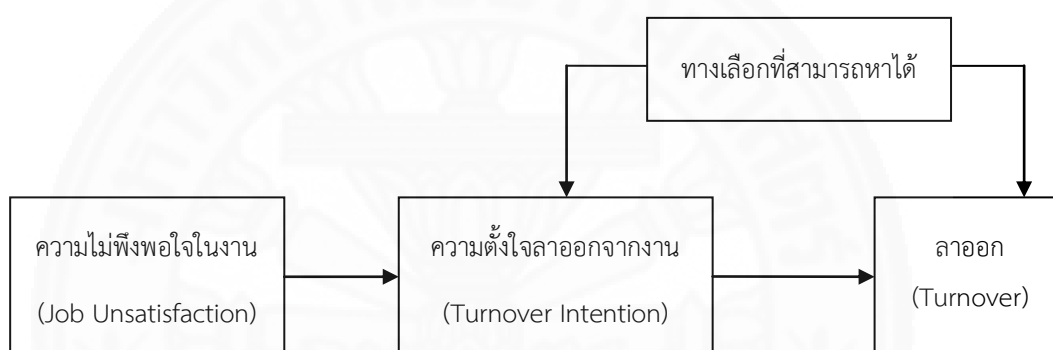 ทางเลือกที่สามารถหาได้
ความไม่พึงพอใจในงาน
(Job Unsatisfaction)
ความตั้งใจลาออกจากงาน
(Turnover Intention)
ลาออก
(Turnover)